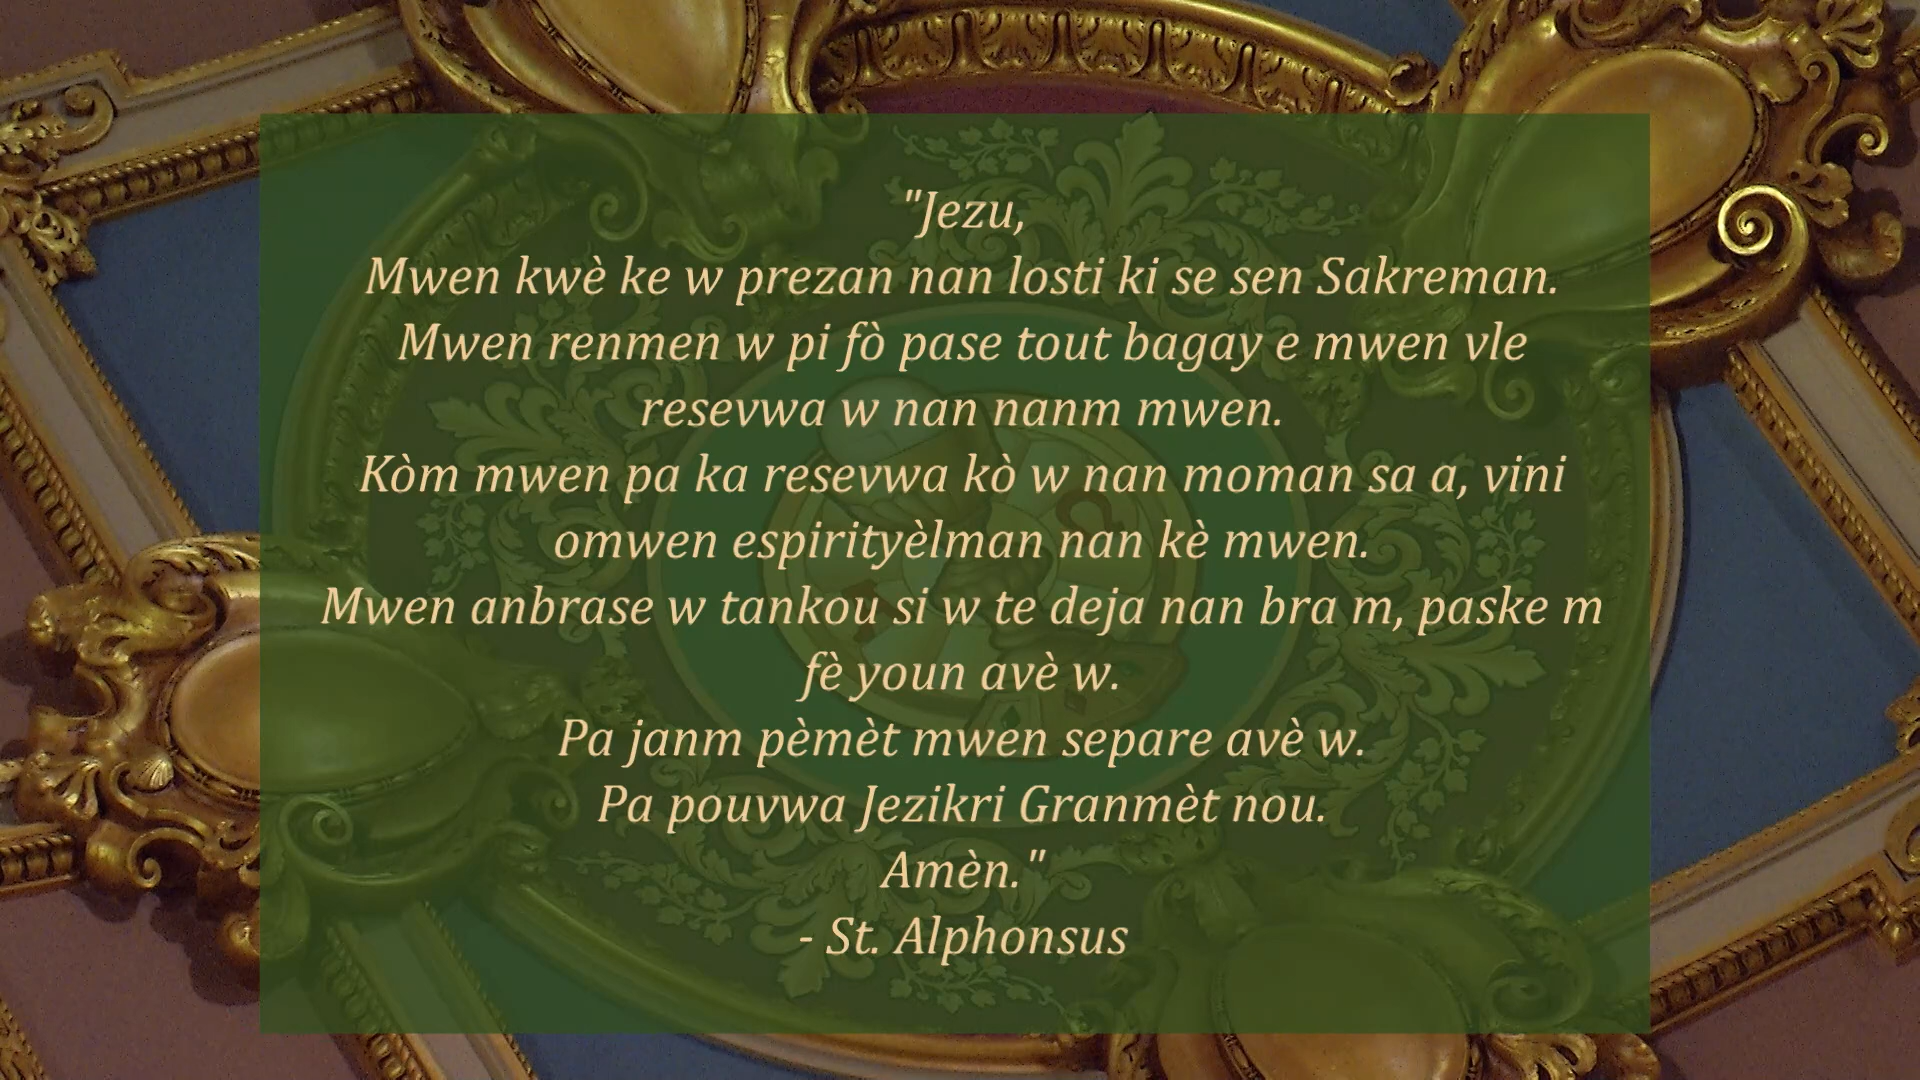 "Jezu,
Mwen kwè ke w prezan nan losti ki se sen Sakreman.
Mwen renmen w pi fò pase tout bagay e mwen vle
resevwa w nan nanm mwen.
Kòm mwen pa ka resevwa kò w nan moman sa a, vini
omwen espirityèlman nan kè mwen.
Mwen anbrase w tankou si w te deja nan bra m, paske m
fè youn avè w.
Pa janm pèmèt mwen separe avè w.
Pa pouvwa Jezikri Granmèt nou.
Amèn."
- St. Alphonsus